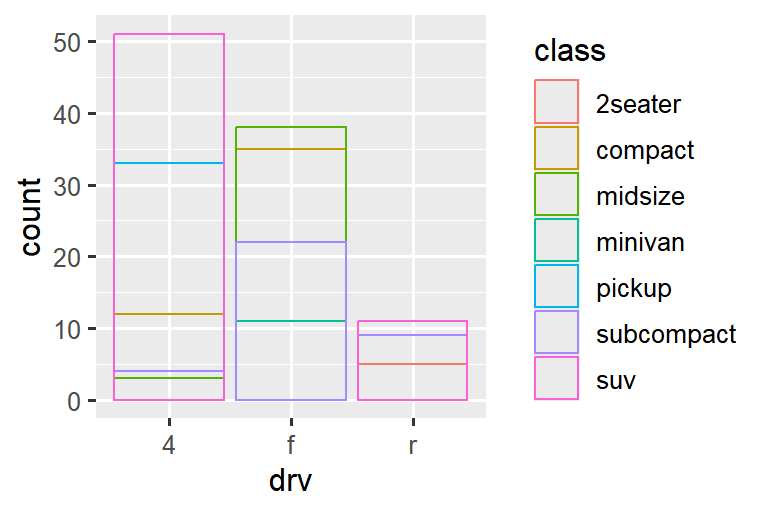 50
40
30
20
10
0
count
4 f r
drv
class
2seater
compact
midsize
minivan
pickup
subcompact
suv